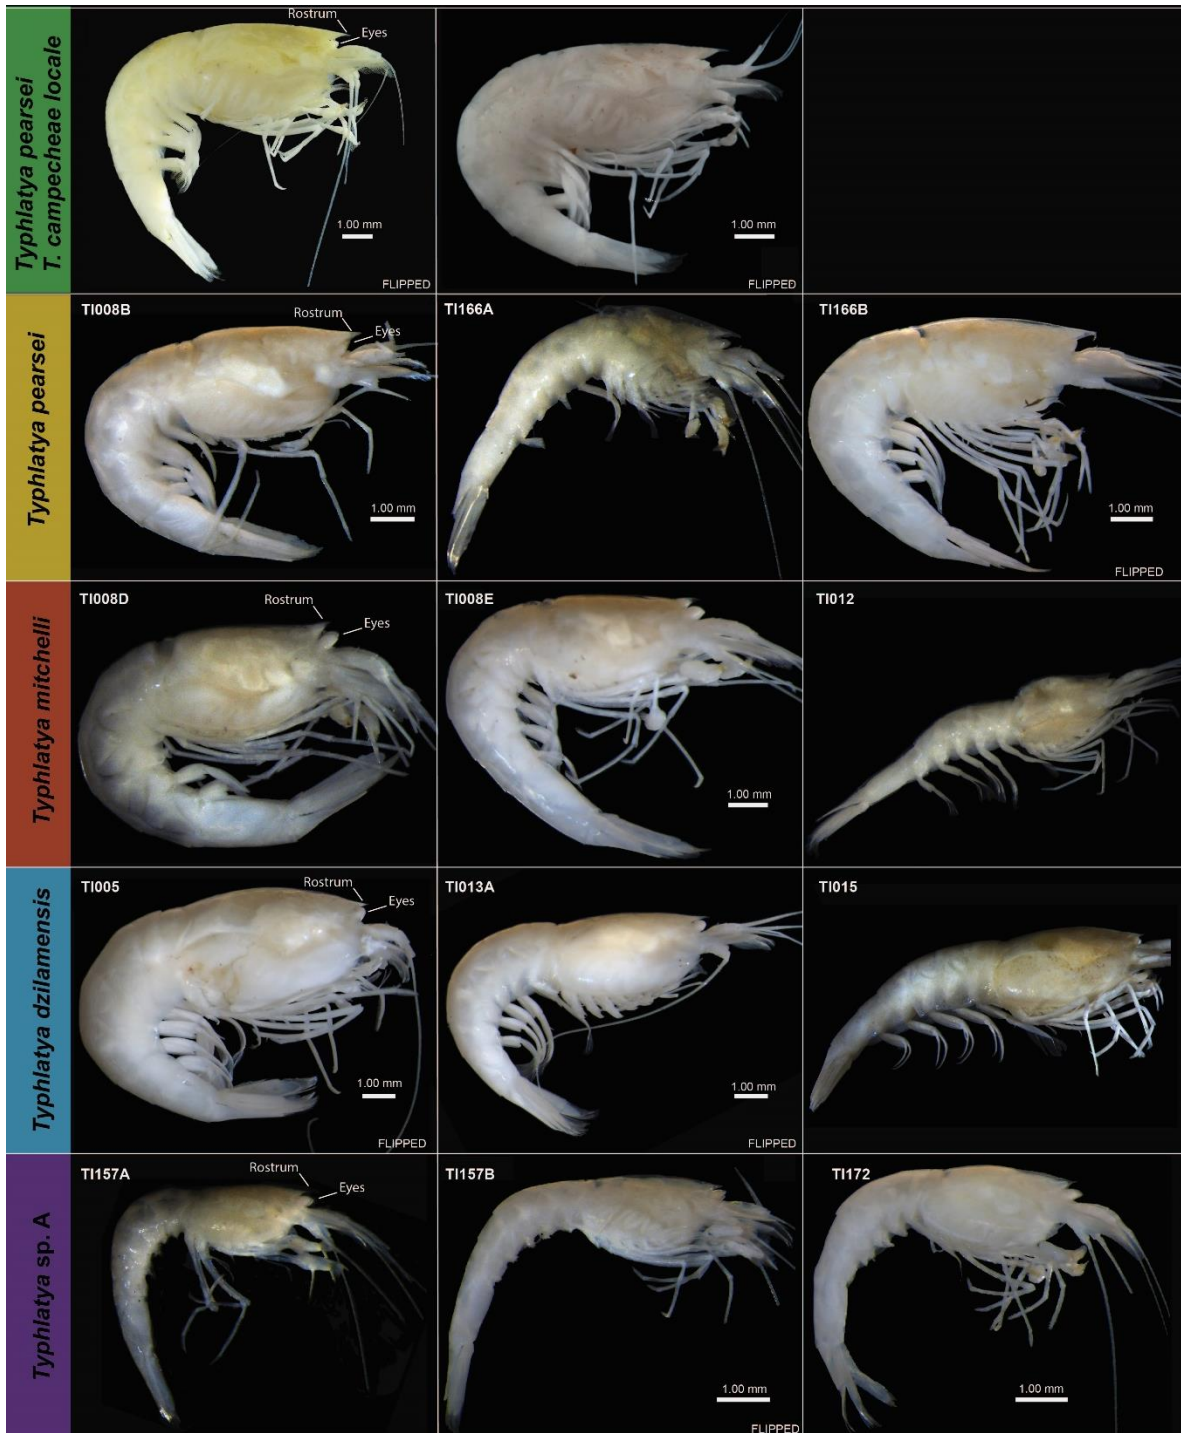 Typhlatya pearsei
T. campecheae locale
Rostrum
Eyes
1.00 mm
FLIPPED
1.00 mm
FLIPPED
Typhlatya pearsei
TI008B
Rostrum
Eyes
1.00 mm
TI166A
TI166B
1.00 mm
FLIPPED
Typhlatya mitchelli
TI008D
Rostrum
Eyes
TI008E
1.00 mm
TI012
Typhlatya dzilamensis
TI005
Rostrum
Eyes
1.00 mm
FLIPPED
TI013A
1.00 mm
FLIPPED
TI015
Typhlatya sp. A
TI157A
Rostrum
Eyes
TI157B
1.00 mm
FLIPPED
TI172
1.00 mm